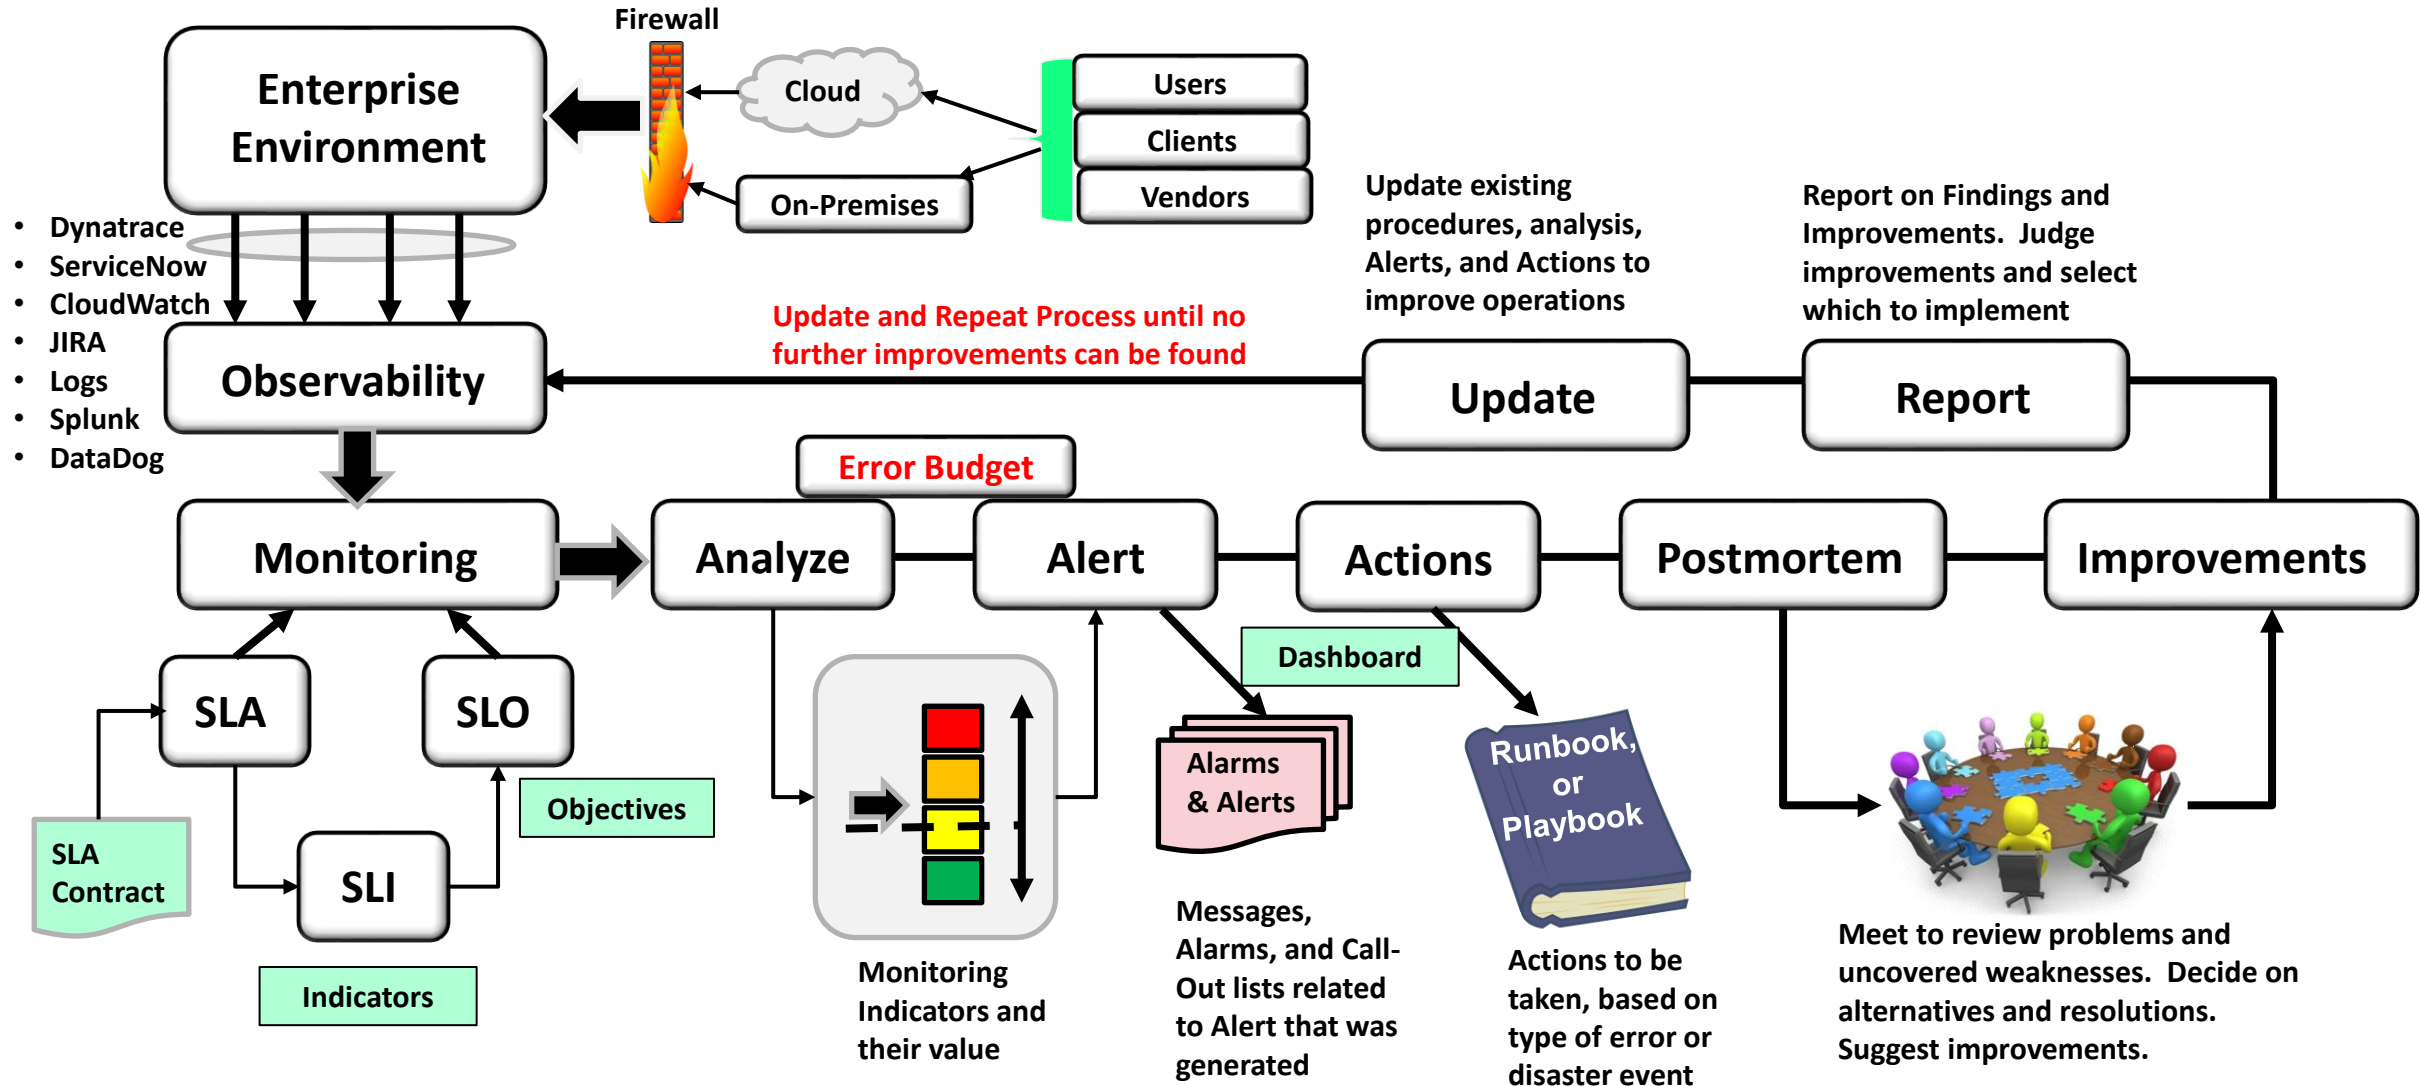 Firewall
Enterprise
Environment
Cloud
On-Premises
Users
Clients
Vendors
• Dynatrace
• ServiceNow
• CloudWatch
• JIRA
• Logs
• Splunk
• DataDog
Observability
Update and Repeat Process until no
further improvements can be found
Update existing
procedures, analysis,
Alerts, and Actions to
improve operations
Report on Findings and
Improvements.  Judge
improvements and select
which to implement
Update
Report
Error Budget
Monitoring
Analyze
Alert
Actions
Postmortem
Improvements
SLA
SLO
SLI
SLA
Contract
Objectives
Indicators
Dashboard
Alarms
& Alerts
Runbook,
or
Playbook
Monitoring
Indicators and
their value
Messages,
Alarms, and Call-
Out lists related
to Alert that was
generated
Actions to be
taken, based on
type of error or
disaster event
Meet to review problems and
uncovered weaknesses.  Decide on
alternatives and resolutions.
Suggest improvements.